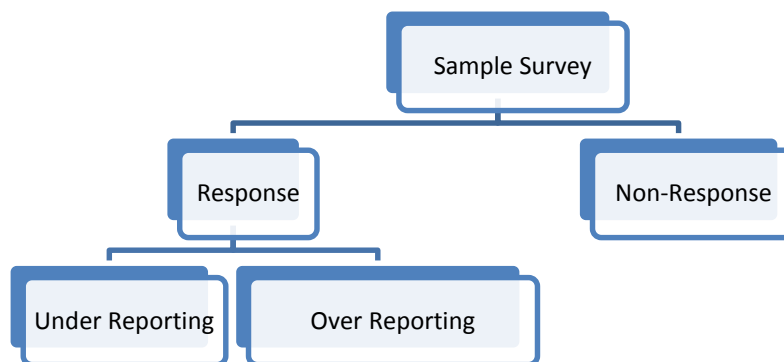 Sample Survey
Response
Non-Response
Under Reporting
Over Reporting